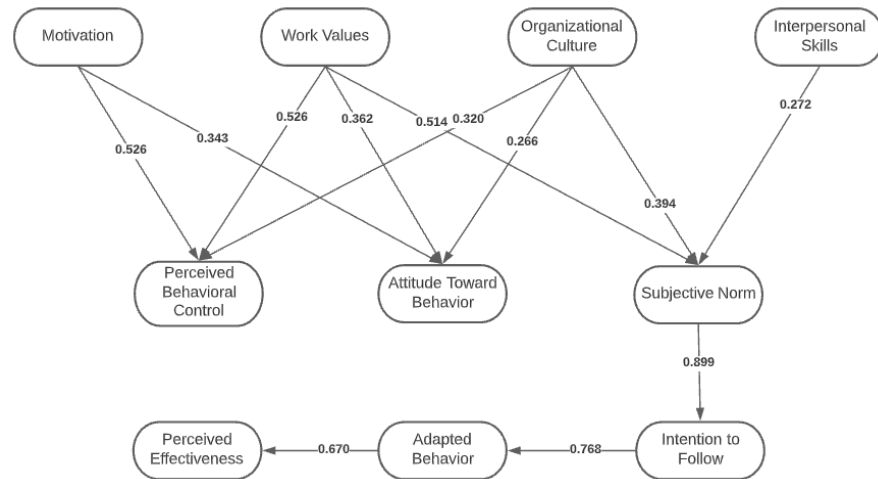 Motivation
Work Values
Organizational
Culture
Interpersonal
Skills
0.526
0.343
0.526
0.362
0.514
0.320
0.266
0.394
0.272
Perceived
Behavioral
Control
Attitude Toward
Behavior
Subjective Norm
0.899
Perceived
Effectiveness
0.670
Adapted
Behavior
0.768
Intention to
Follow